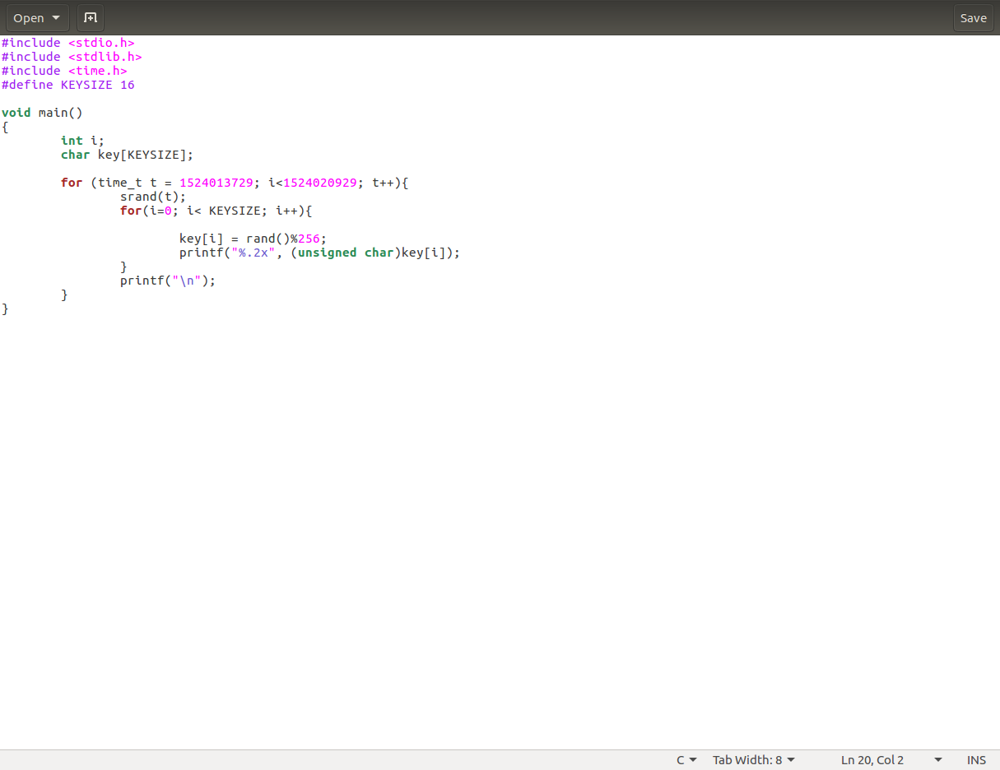 Open
Save
#include <stdio.h>
#include <stdlib.h>
#include <time.h>
#define KEYSIZE 16

void main()
{
        int i;
        char key[KEYSIZE];

        for (time_t t = 1524013729; i<1524020929; t++){
                srand(t);
                for(i=0; i< KEYSIZE; i++){

                        key[i] = rand()%256;
                        printf("%.2x", (unsigned char)key[i]);
                }
                printf("\n");
        }
}
C Tab Width: 8 Ln 20, Col 2 INS